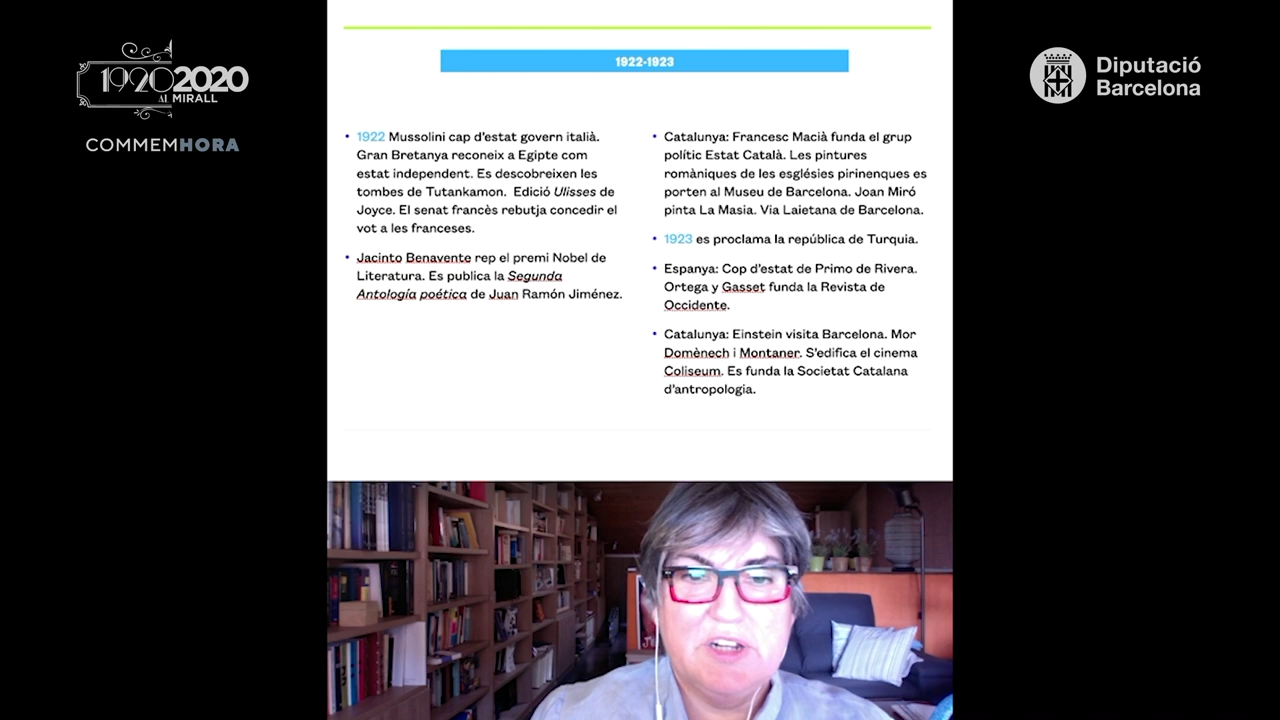 19202020
AL MIRALL
COMMEMHORA
Diputació
Barcelona
1922-1923
• 1922 Mussolini cap d'estat govern italià.
Gran Bretanya reconeix a Egipte com
estat independent. Es descobreixen les
tombes de Tutankamon. Edició Ulisses de
Joyce. El senat francès rebutja concedir el
vot a les franceses.
• Jacinto Benavente rep el premi Nobel de
Literatura. Es publica la Segunda
Antología poética de Juan Ramón Jiménez.
• Catalunya: Francesc Macià funda el grup
polític Estat Català. Les pintures
romàniques de les esglésies pirinenques es
porten al Museu de Barcelona. Joan Miró
pinta La Masia. Via Laietana de Barcelona.
• 1923 es proclama la república de Turquia.
• Espanya: Cop d'estat de Primo de Rivera.
Ortega y Gasset funda la Revista de
Occidente.
• Catalunya: Einstein visita Barcelona. Mor
Domènech i Montaner. S'edifica el cinema
Coliseum. Es funda la Societat Catalana
d'antropologia.